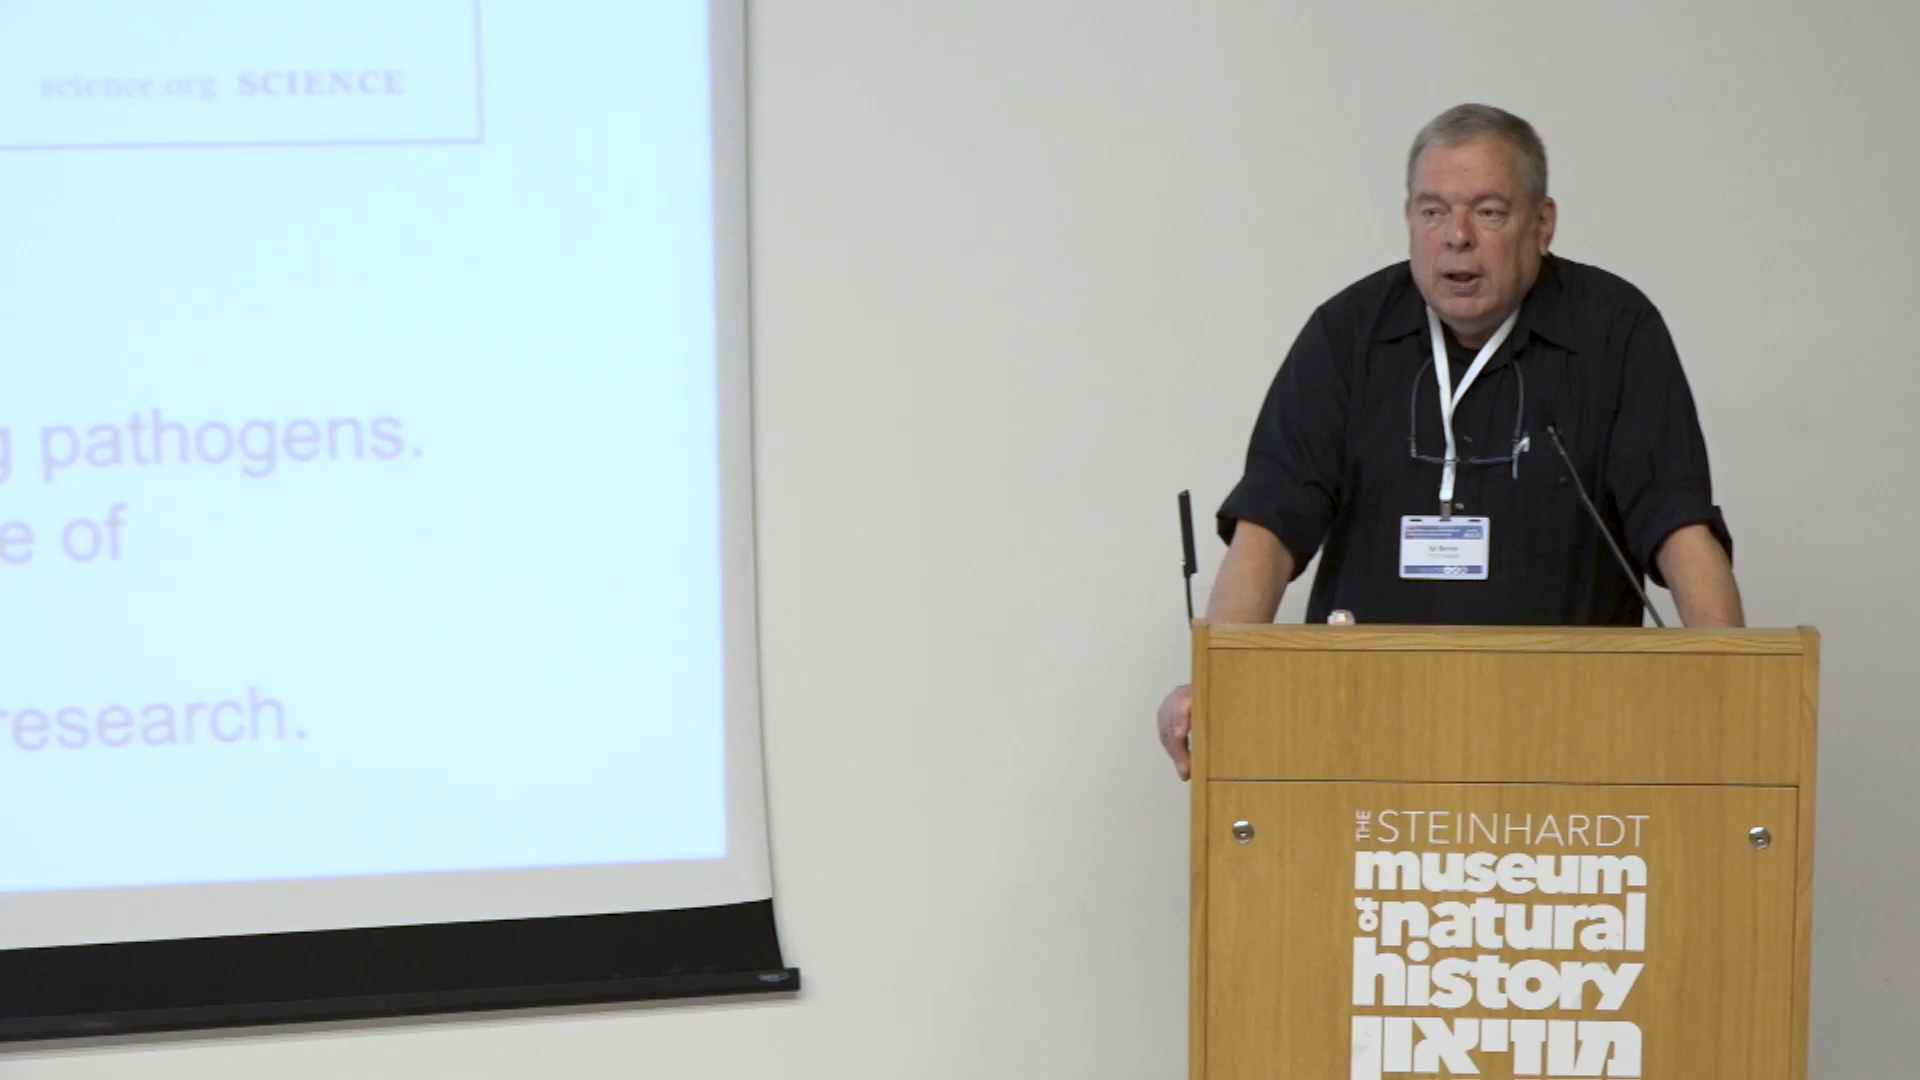 science.org SCIENCE
pathogens.
e of
research.
THE STEINHARDT
museum
of natural
history
מוזיאון